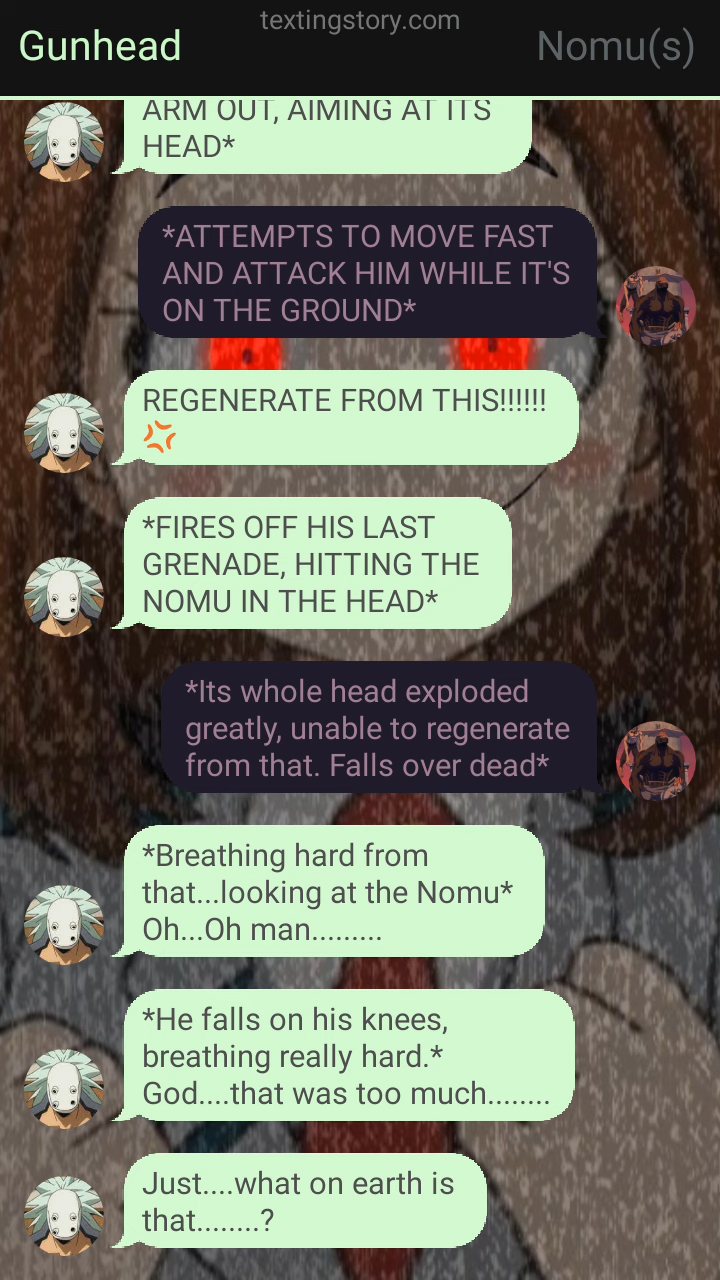 textingstory.com
Gunhead
Nomu(s)
ARM OUT, AIMING AT ITS
HEAD*
*ATTEMPTS TO MOVE FAST
AND ATTACK HIM WHILE IT'S
ON THE GROUND*
REGENERATE FROM THIS!!!!!!
💢
*FIRES OFF HIS LAST
GRENADE, HITTING THE
NOMU IN THE HEAD*
*Its whole head exploded
greatly, unable to regenerate
from that. Falls over dead*
*Breathing hard from
that...looking at the Nomu*
Oh...Oh man.........
*He falls on his knees,
breathing really hard.*
God....that was too much........
Just....what on earth is
that........?